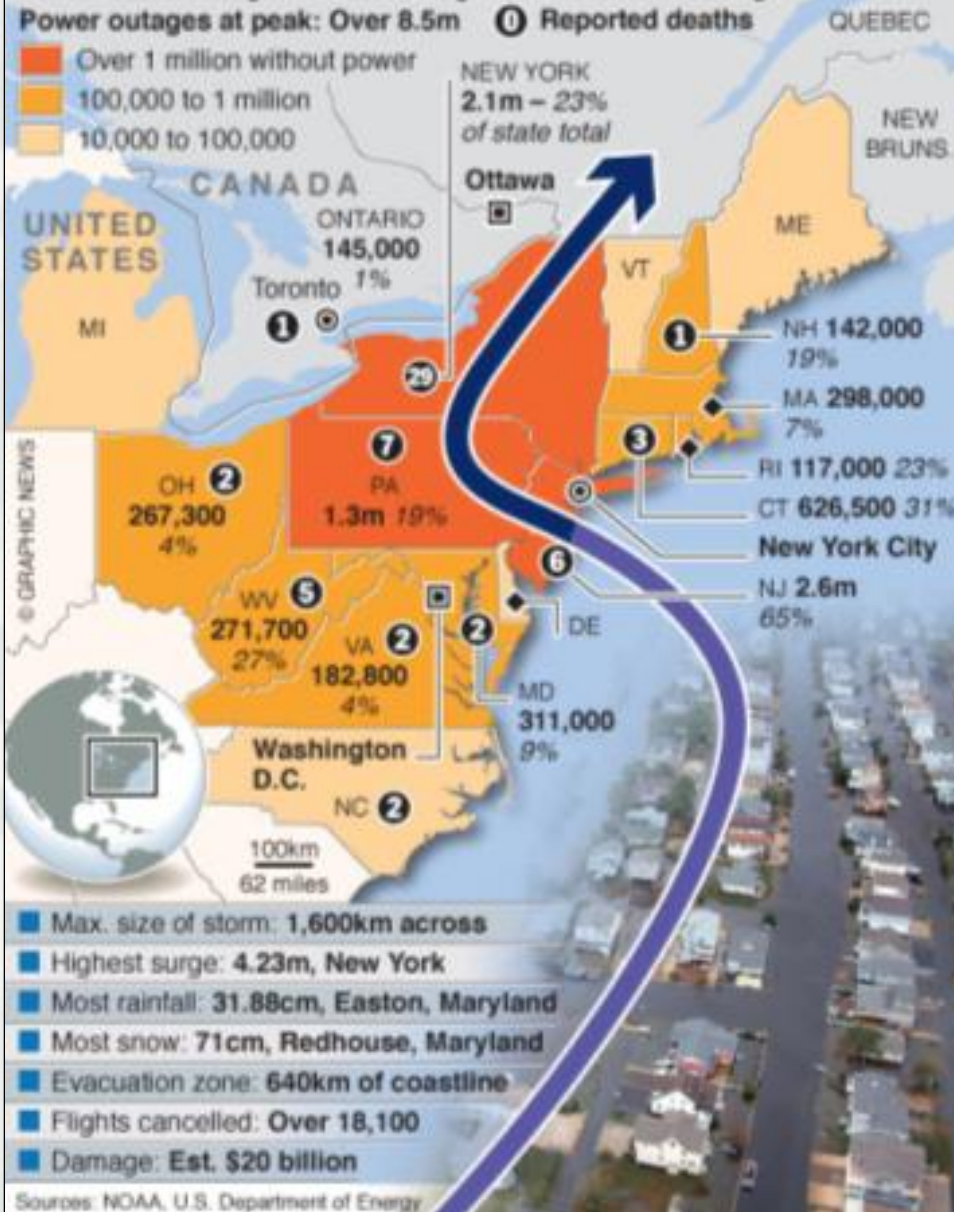 Power outages at peak: Over 8.5m
0 Reported deaths
Over 1 million without power
100,000 to 1 million
10,000 to 100,000
QUEBEC
NEW YORK
2.1m – 23%
of state total
NEW
BRUNS
CANADA
Ottawa
UNITED
STATES
ONTARIO
145,000
1%
Toronto
1
ME
VT
MI
1
NH 142,000
19%
29
MA 298,000
7%
3
RI 117,000 23%
7
PA
1.3m 19%
OH 2
267,300
4%
CT 626,500 31%
New York City
6
NJ 2.6m
65%
WV 5
271,700
27%
VA 2
182,800
4%
2
DE
MD
311,000
9%
Washington
D.C.
NC 2
100km
62 miles
© GRAPHIC NEWS
Max. size of storm: 1,600km across
Highest surge: 4.23m, New York
Most rainfall: 31.88cm, Easton, Maryland
Most snow: 71cm, Redhouse, Maryland
Evacuation zone: 640km of coastline
Flights cancelled: Over 18,100
Damage: Est. $20 billion
Sources: NOAA, U.S. Department of Energy